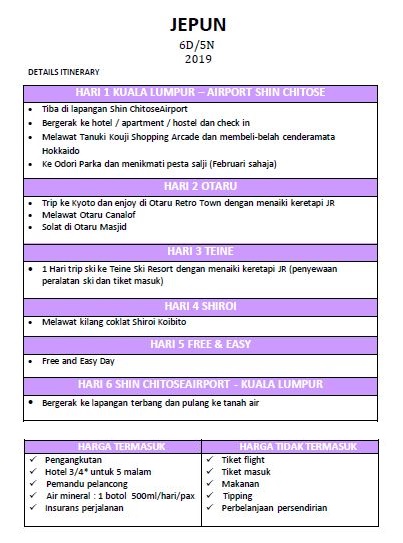 JEPUN
6D/5N
2019
DETAILS ITINERARY
HARI 1 KUALA LUMPUR – AIRPORT SHIN CHITOSE
• Tiba di lapangan Shin ChitoseAirport
• Bergerak ke hotel / apartment / hostel dan check in
• Melawat Tanuki Kouji Shopping Arcade dan membeli-belah cenderamata
Hokkaido
• Ke Odori Parka dan menikmati pesta salji (Februari sahaja)
HARI 2 OTARU
• Trip ke Kyoto dan enjoy di Otaru Retro Town dengan menaiki keretapi JR
• Melawat Otaru Canalof
• Solat di Otaru Masjid
HARI 3 TEINE
• 1 Hari trip ski ke Teine Ski Resort dengan menaiki keretapi JR (penyewaan
peralatan ski dan tiket masuk)
HARI 4 SHIROI
• Melawat kilang coklat Shiroi Koibito
HARI 5 FREE & EASY
• Free and Easy Day
HARI 6 SHIN CHITOSEAIRPORT - KUALA LUMPUR
• Bergerak ke lapangan terbang dan pulang ke tanah air
HARGA TERMASUK
✓ Pengangkutan
✓ Hotel 3/4* untuk 5 malam
✓ Pemandu pelancong
✓ Air mineral : 1 botol 500ml/hari/pax
✓ Insurans perjalanan
HARGA TIDAK TERMASUK
✓ Tiket flight
✓ Tiket masuk
✓ Makanan
✓ Tipping
✓ Perbelanjaan persendirian